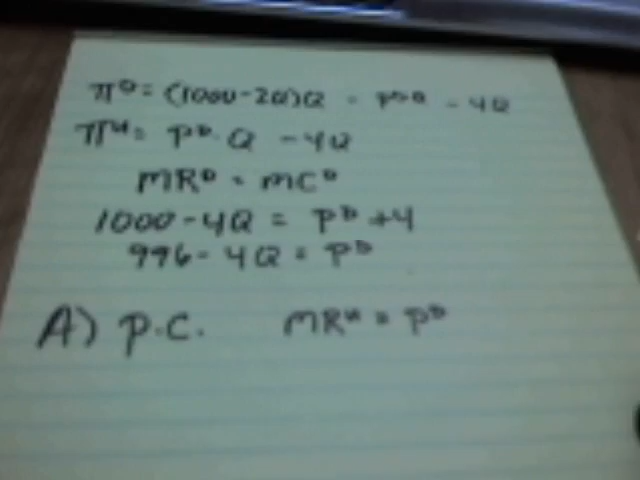 π^D = (1000-2Q)Q - P^D·Q - 4Q
π^u = P^D · Q - 4Q
MR^D = MC^D
1000 - 4Q = P^D + 4
996 - 4Q = P^D
A) P.C. MR^u = P^D